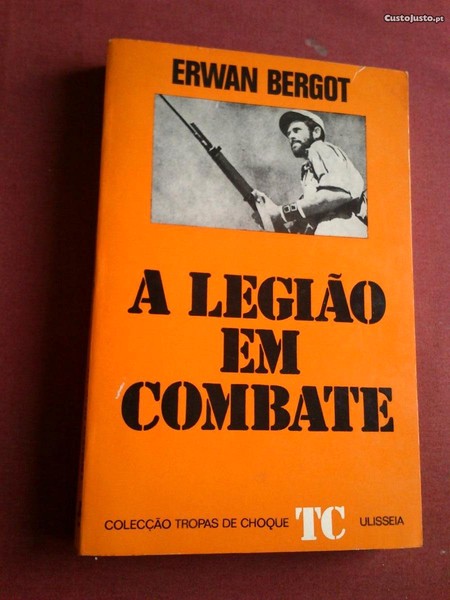 CustoJusto.pt
ERWAN BERGOT
A LEGIÃO
EM
COMBATE
COLECÇÃO TROPAS DE CHOQUE TC ULISSEIA